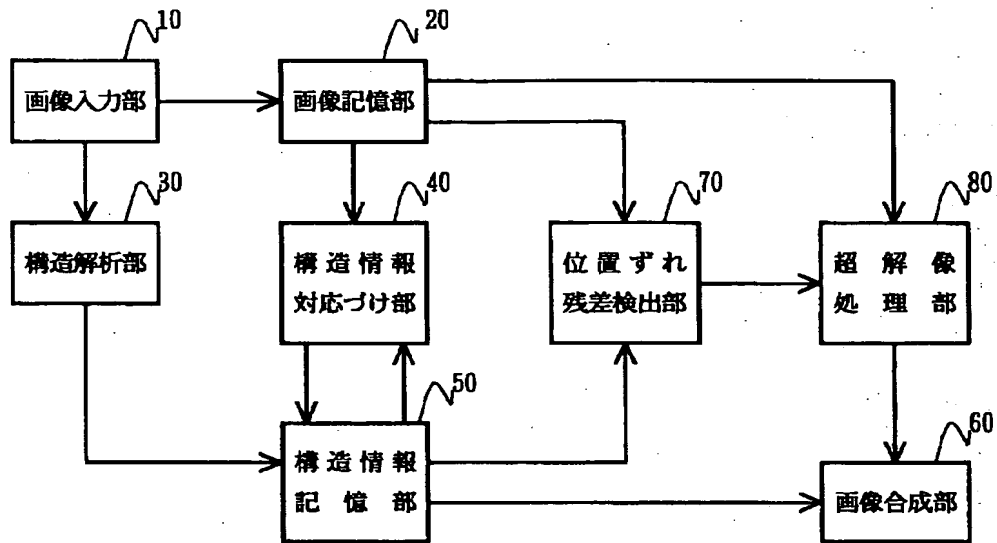 10
20
画像入力部
画像記憶部
30
40
70
80
構造解析部
構造情報
対応づけ部
位置ずれ
残差検出部
超解像
処理部
50
60
構造情報
記憶部
画像合成部